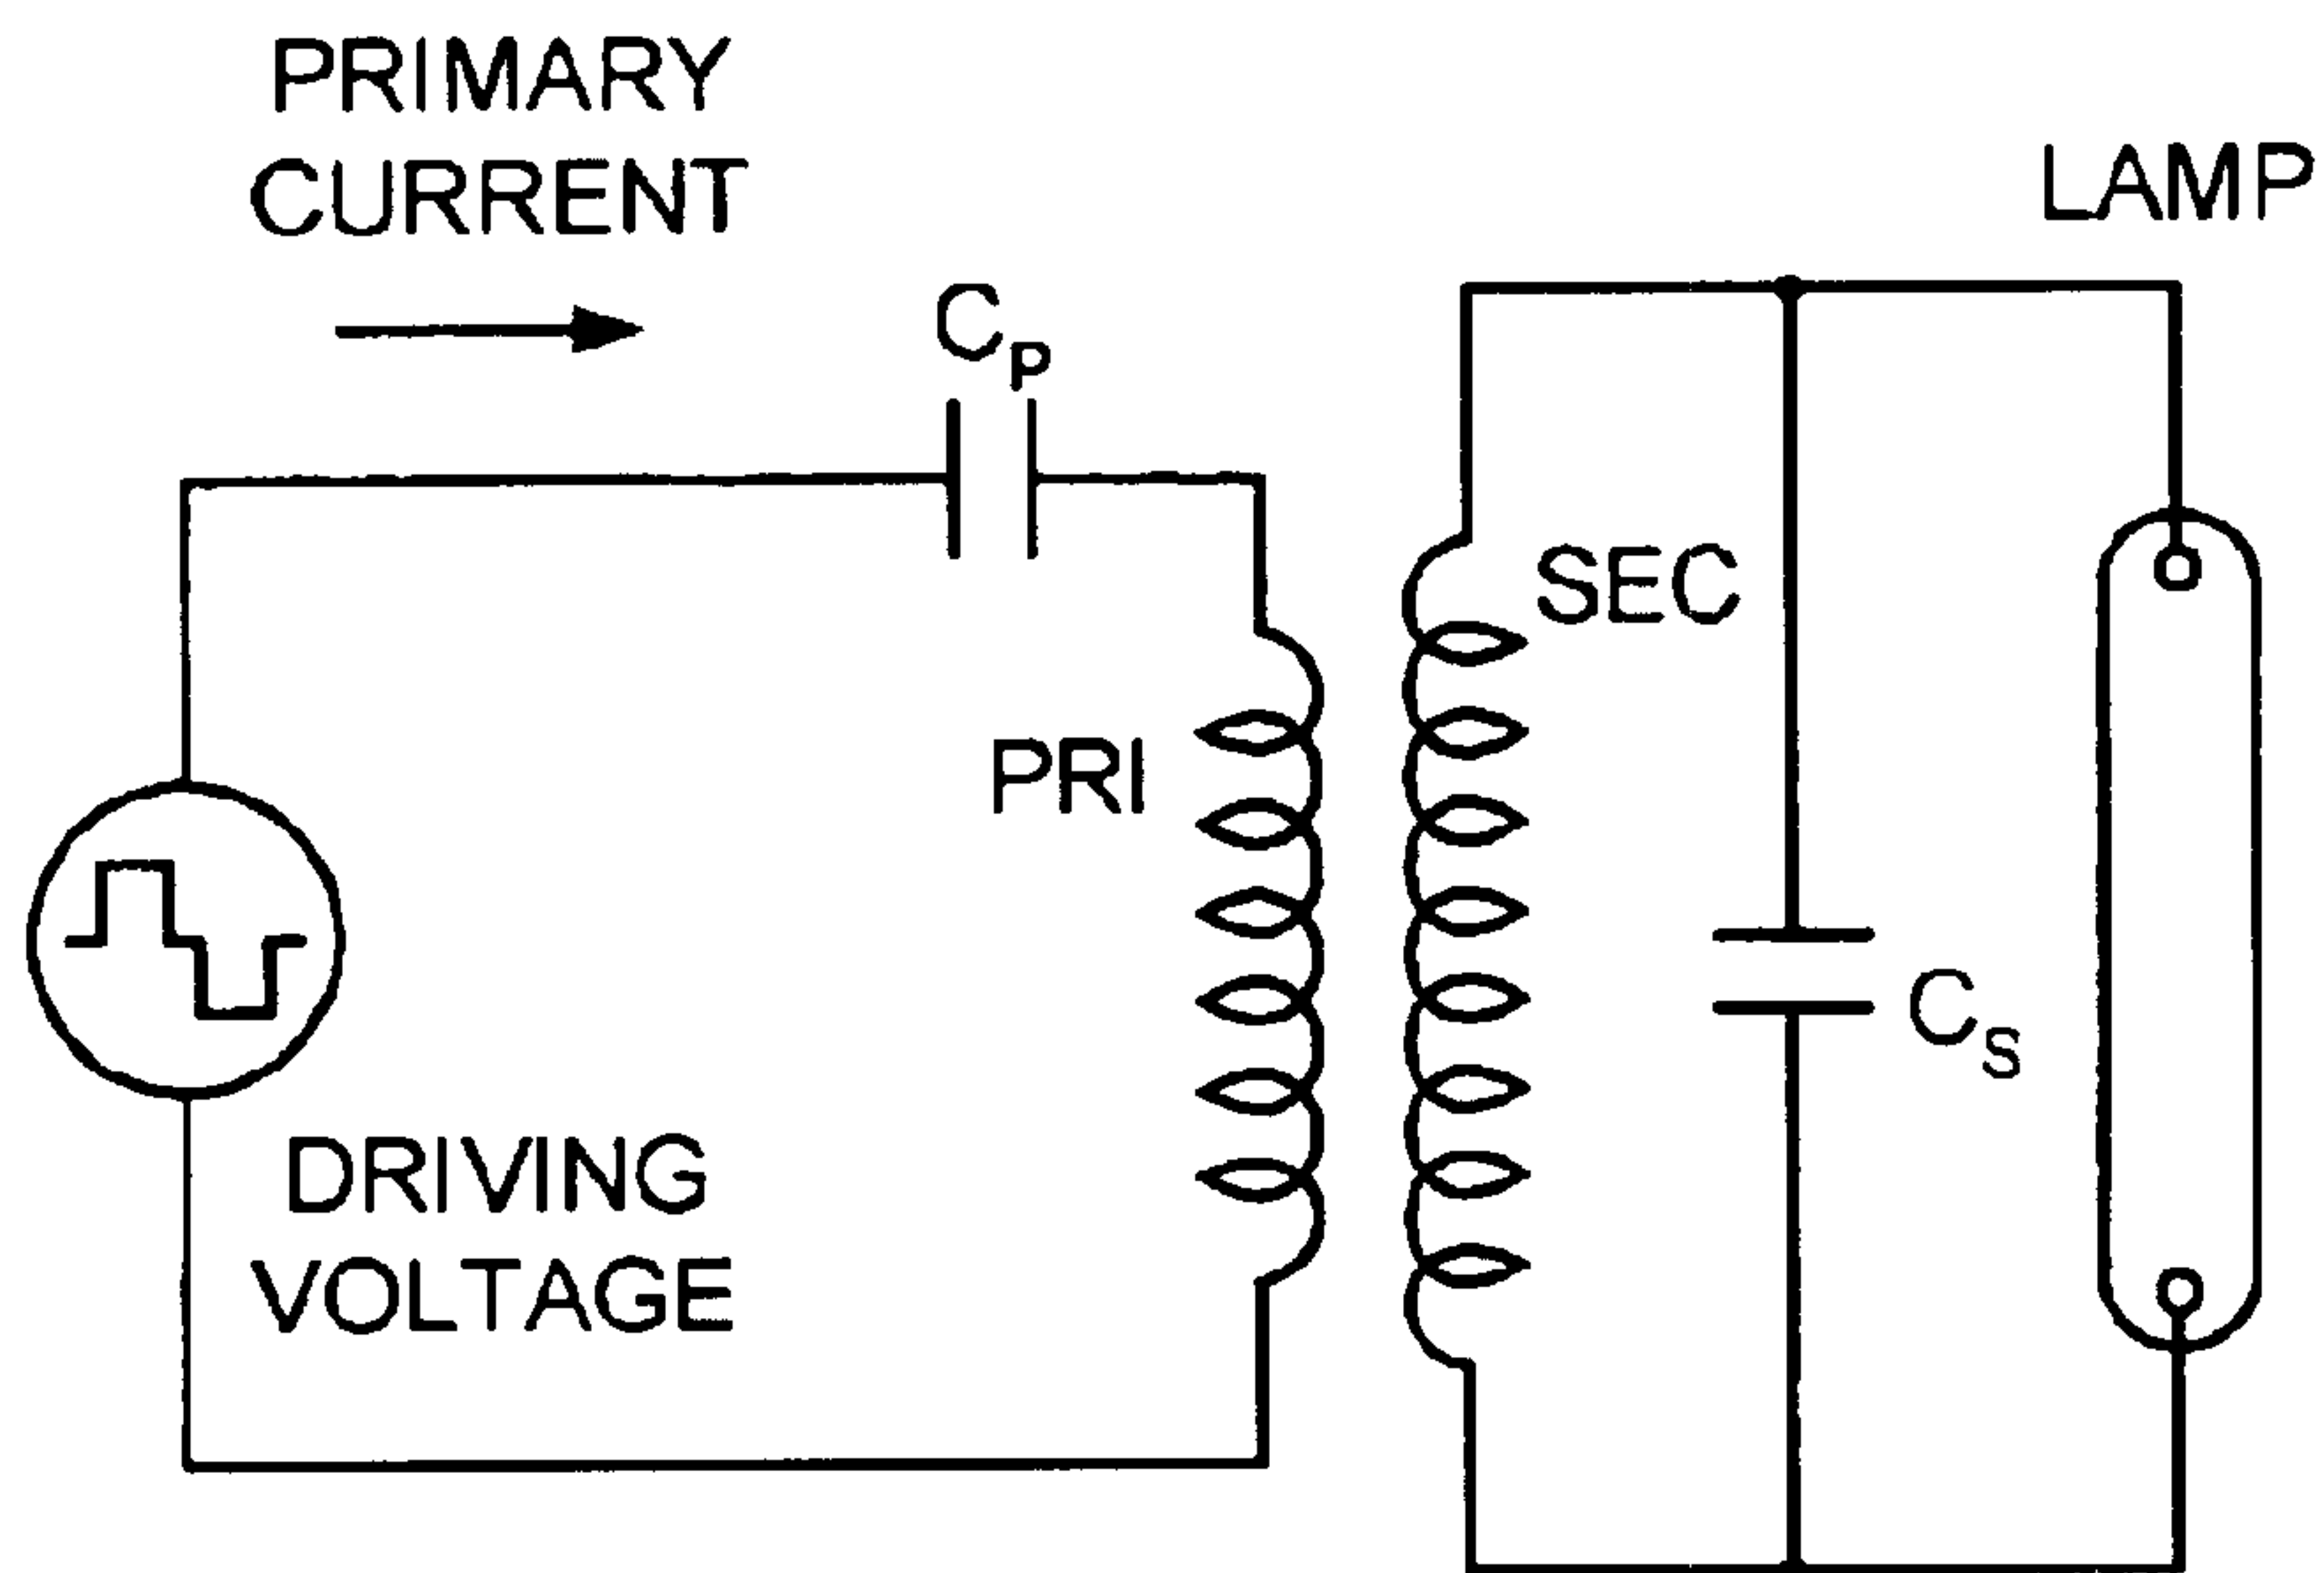 PRIMARY
CURRENT
LAMP
CP
SEC
PRI
CS
DRIVING
VOLTAGE